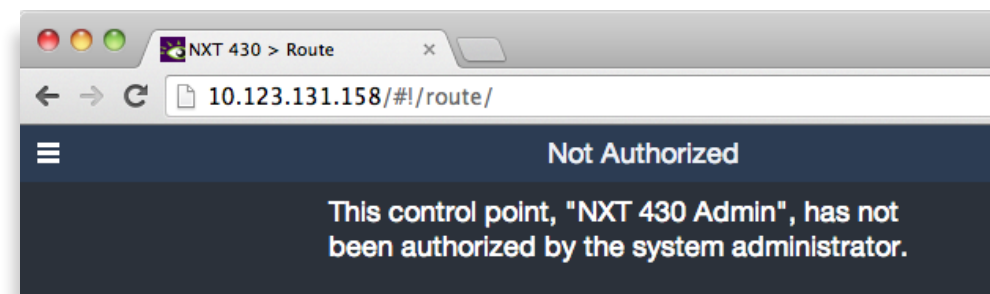 NXT 430 > Route
10.123.131.158/#!/route/
Not Authorized
This control point, "NXT 430 Admin", has not
been authorized by the system administrator.